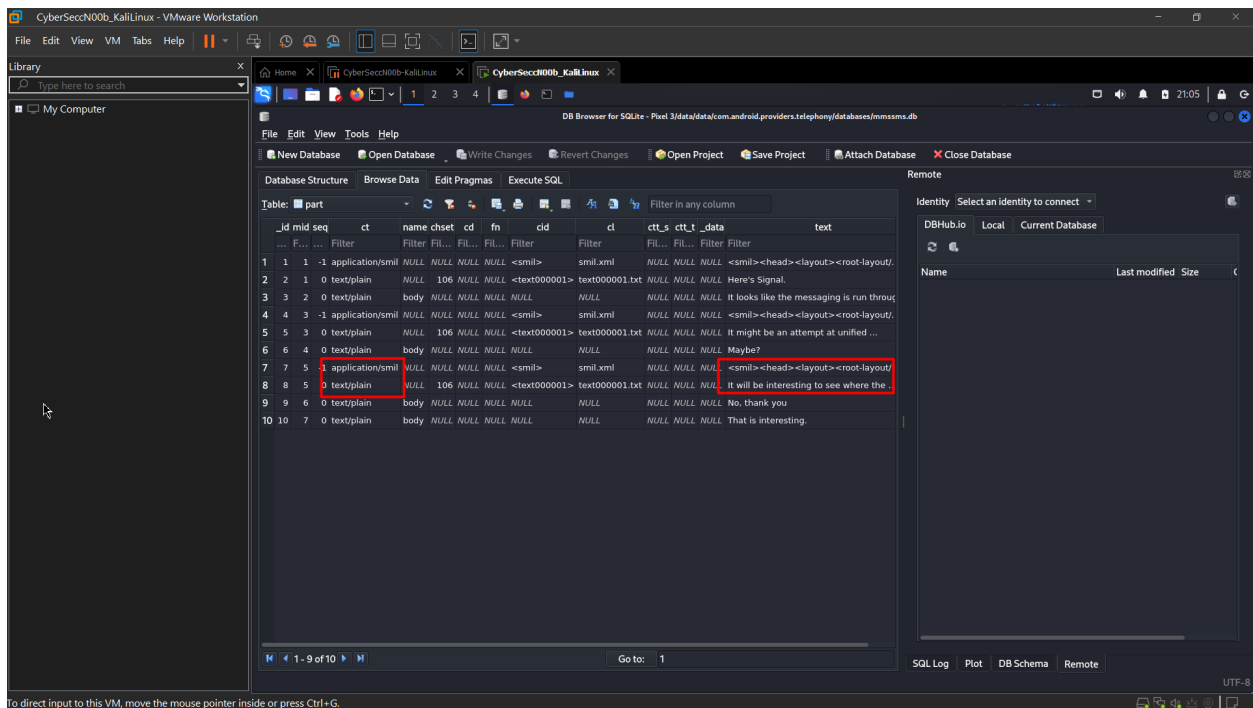 CyberSeccN00b_KaliLinux - VMware Workstation
File Edit View VM Tabs Help
Library X
Type here to search
My Computer
Home X CyberSeccN00b-KaliLinux X CyberSeccN00b_KaliLinux X
1 2 3 4 21:05
DB Browser for SQLite - Pixel 3/data/data/com.android.providers.telephony/databases/mmssms.db
File Edit View Tools Help
New Database Open Database Write Changes Revert Changes Open Project Save Project Attach Database Close Database
Database Structure Browse Data Edit Pragmas Execute SQL
Table: part Filter in any column
_id mid seq ct name chset cd fn cid cl ctt_s ctt_t _data text
... F... ... Filter Filter Fil... Fil... Fil... Filter Filter Fil... Fil... Filter Filter
1 1 1 -1 application/smil NULL NULL NULL NULL <smil> smil.xml NULL NULL NULL <smil><head><layout><root-layout/.
2 2 1 0 text/plain NULL 106 NULL NULL <text000001> text000001.txt NULL NULL NULL Here's Signal.
3 3 2 0 text/plain body NULL NULL NULL NULL NULL NULL NULL NULL It looks like the messaging is run throug
4 4 3 -1 application/smil NULL NULL NULL NULL <smil> smil.xml NULL NULL NULL <smil><head><layout><root-layout/.
5 5 3 0 text/plain NULL 106 NULL NULL <text000001> text000001.txt NULL NULL NULL It might be an attempt at unified ...
6 6 4 0 text/plain body NULL NULL NULL NULL NULL NULL NULL NULL Maybe?
7 7 5 -1 application/smil NULL NULL NULL NULL <smil> smil.xml NULL NULL NULL <smil><head><layout><root-layout/
8 8 5 0 text/plain NULL 106 NULL NULL <text000001> text000001.txt NULL NULL NULL It will be interesting to see where the .
9 9 6 0 text/plain body NULL NULL NULL NULL NULL NULL NULL NULL No, thank you
10 10 7 0 text/plain body NULL NULL NULL NULL NULL NULL NULL NULL That is interesting.
1 - 9 of 10 Go to: 1
Remote
Identity Select an identity to connect
DBHub.io Local Current Database
Name Last modified Size C
SQL Log Plot DB Schema Remote
UTF-8
To direct input to this VM, move the mouse pointer inside or press Ctrl+G.